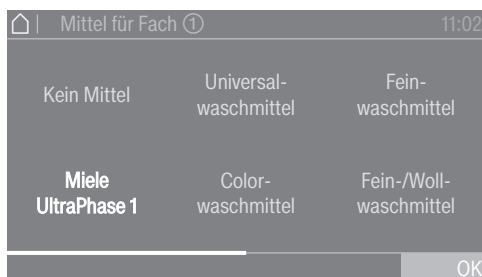 Mittel für Fach ①
11:02
Kein Mittel
Universal-
waschmittel
Fein-
waschmittel
Miele
UltraPhase 1
Color-
waschmittel
Fein-/Woll-
waschmittel
OK